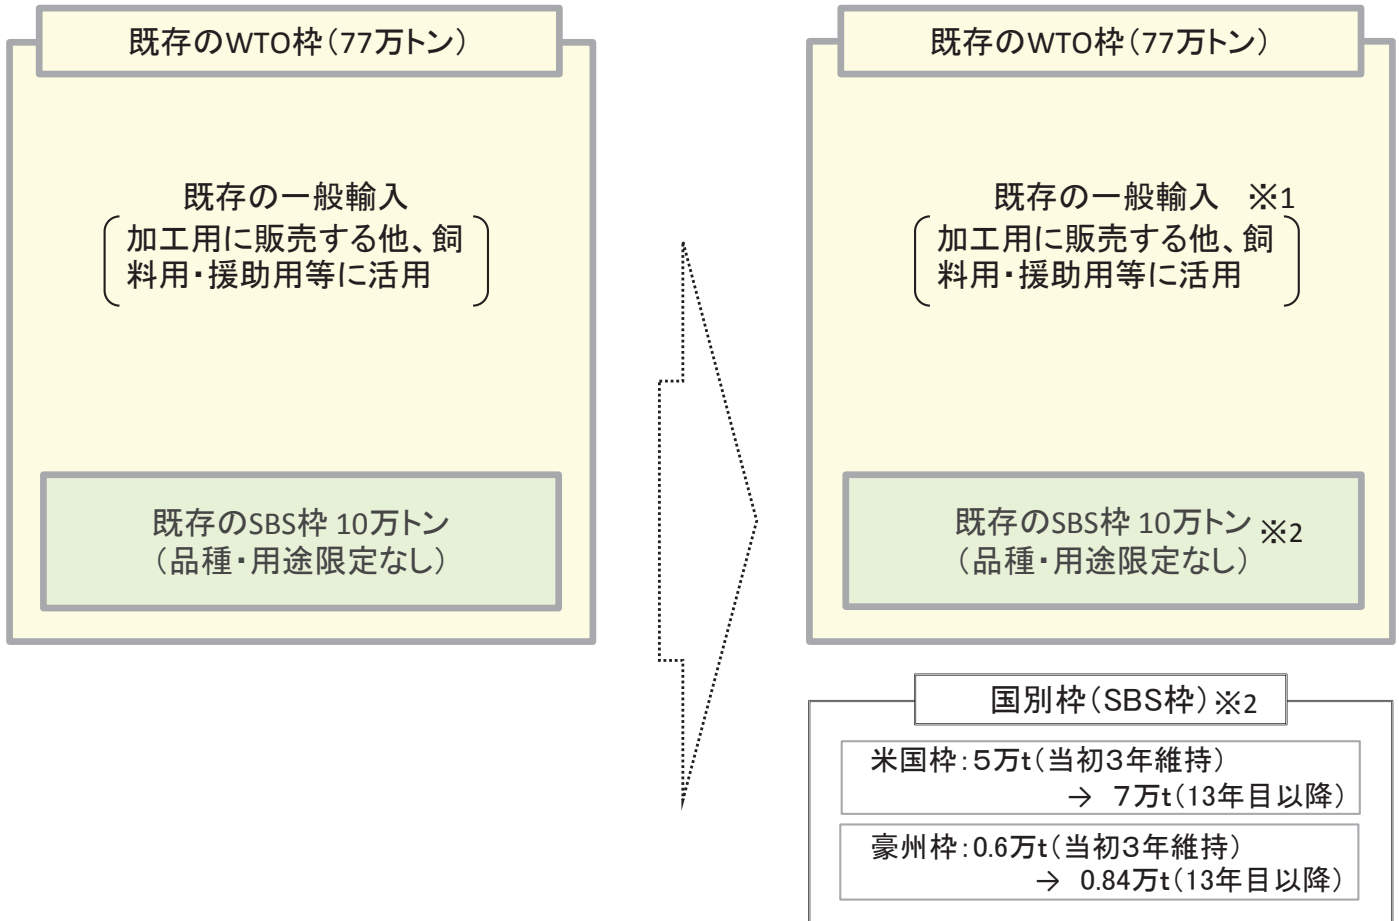 既存のWTO枠(77万トン)
既存の一般輸入
加工用に販売する他、飼
料用・援助用等に活用
既存のSBS枠 10万トン
(品種・用途限定なし)
既存のWTO枠(77万トン)
既存の一般輸入 ※1
加工用に販売する他、飼
料用・援助用等に活用
既存のSBS枠 10万トン ※2
(品種・用途限定なし)
国別枠(SBS枠)※2
米国枠:5万t(当初3年維持)
→ 7万t(13年目以降)
豪州枠:0.6万t(当初3年維持)
→ 0.84万t(13年目以降)